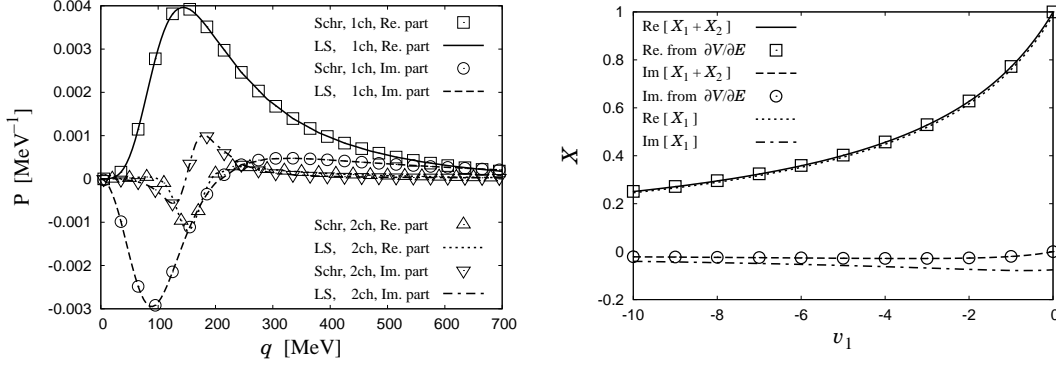 0.004
0.003
0.002
0.001
0
-0.001
-0.002
-0.003
P [MeV⁻¹]
Schr, 1ch, Re. part
LS, 1ch, Re. part
Schr, 1ch, Im. part
LS, 1ch, Im. part
Schr, 2ch, Re. part
LS, 2ch, Re. part
Schr, 2ch, Im. part
LS, 2ch, Im. part
0 100 200 300 400 500 600 700
q [MeV]
1
0.8
0.6
0.4
0.2
0
-0.2
X
Re [ X₁ + X₂ ]
Re. from ∂V/∂E
Im [ X₁ + X₂ ]
Im. from ∂V/∂E
Re [ X₁ ]
Im [ X₁ ]
-10 -8 -6 -4 -2 0
v₁